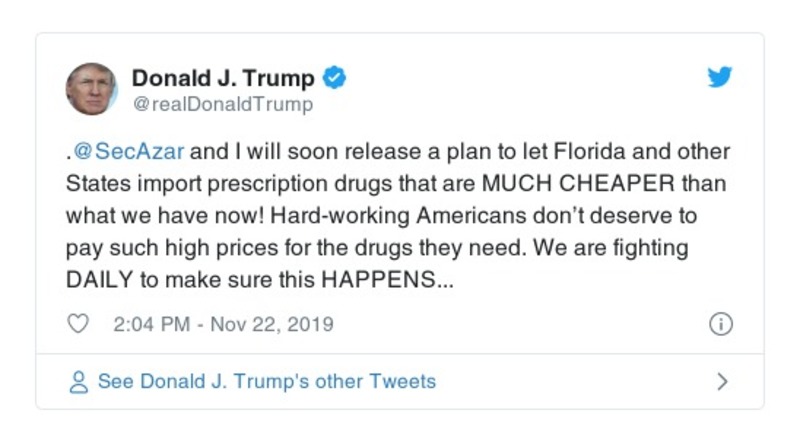 Donald J. Trump
@realDonaldTrump
.@SecAzar and I will soon release a plan to let Florida and other
States import prescription drugs that are MUCH CHEAPER than
what we have now! Hard-working Americans don’t deserve to
pay such high prices for the drugs they need. We are fighting
DAILY to make sure this HAPPENS...
2:04 PM - Nov 22, 2019
See Donald J. Trump's other Tweets